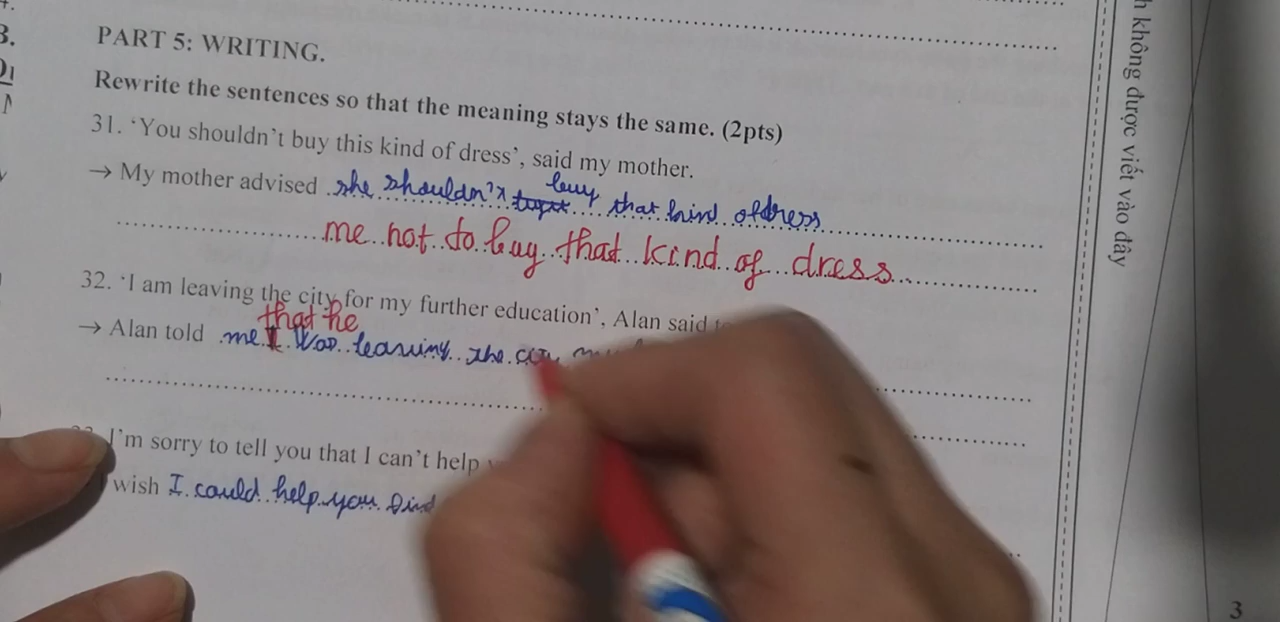 3.
PART 5: WRITING.
Rewrite the sentences so that the meaning stays the same. (2pts)
31. ‘You shouldn’t buy this kind of dress’, said my mother.
→ My mother advised she shouldn't buy that kind of dress
me not to buy that kind of dress
32. ‘I am leaving the city for my further education’, Alan said
that he
→ Alan told me I was leaving the city
I’m sorry to tell you that I can’t help
wish I could help you find
không được viết vào đây
3